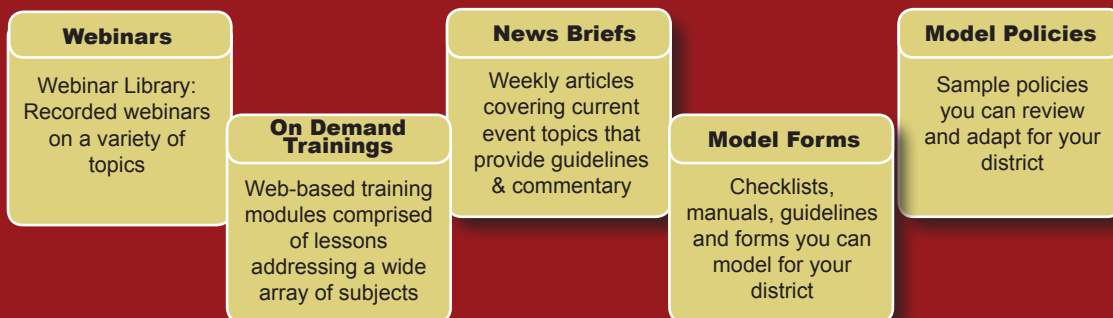 Webinars
Webinar Library:
Recorded webinars
on a variety of
topics
On Demand
Trainings
Web-based training
modules comprised
of lessons
addressing a wide
array of subjects
News Briefs
Weekly articles
covering current
event topics that
provide guidelines
& commentary
Model Forms
Checklists,
manuals, guidelines
and forms you can
model for your
district
Model Policies
Sample policies
you can review
and adapt for your
district